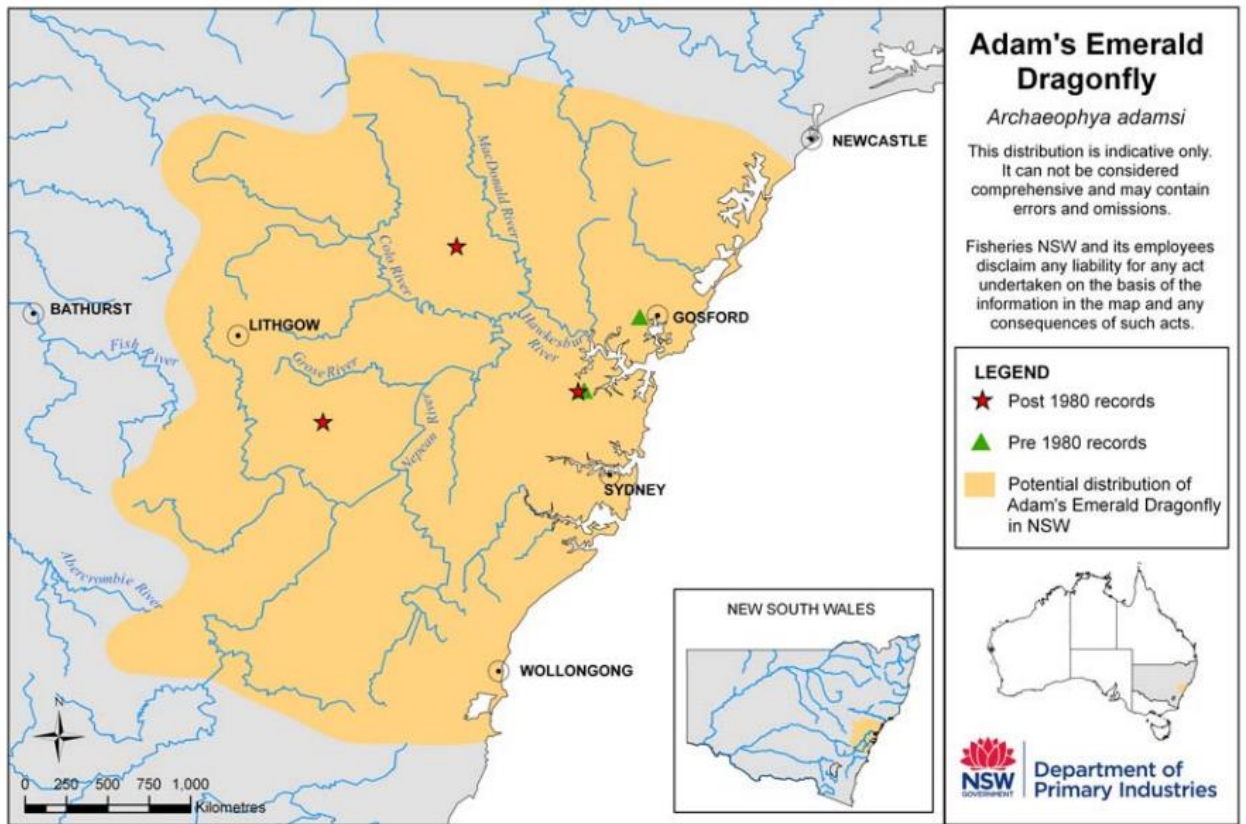 Adam's Emerald
Dragonfly
Archaeophya adamsi
This distribution is indicative only.
It can not be considered
comprehensive and may contain
errors and omissions.
Fisheries NSW and its employees
disclaim any liability for any act
undertaken on the basis of the
information in the map and any
consequences of such acts.
LEGEND
Post 1980 records
Pre 1980 records
Potential distribution of
Adam's Emerald Dragonfly
in NSW
NSW
GOVERNMENT
Department of
Primary Industries
NEWCASTLE
MacDonald River
Colo River
BATHURST
LITHGOW
GOSFORD
Fish River
Hawkesbury
River
Grose River
Nepean
River
SYDNEY
Abercrombie River
WOLLONGONG
NEW SOUTH WALES
N
0 250 500 750 1,000
Kilometres